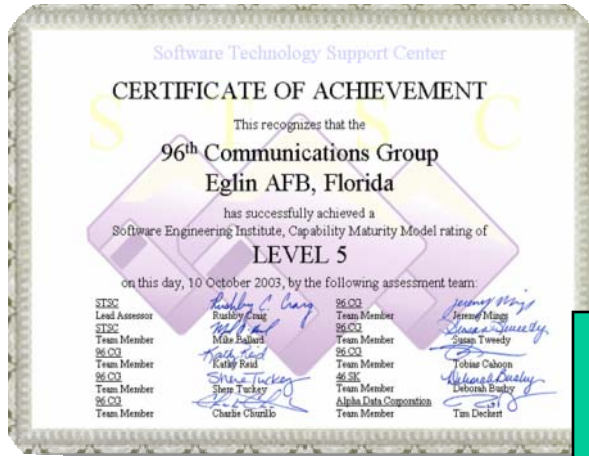 Software Technology Support Center
CERTIFICATE OF ACHIEVEMENT
S T S C
This recognizes that the
96th Communications Group
Eglin AFB, Florida
has successfully achieved a
Software Engineering Institute, Capability Maturity Model rating of
LEVEL 5
on this day, 10 October 2003, by the following assessment team:
STSC
Lead Assessor Rushby Craig
STSC
Team Member Mike Ballard
96 CG
Team Member Kathy Reid
96 CG
Team Member Shere Tuckey
96 CG
Team Member Charlie Churillo
96 CG
Team Member Jeremy Mings
96 CG
Team Member Susan Tweedy
96 CG
Team Member Tobias Cahoon
46 SK
Team Member Deborah Busby
Alpha Data Corporation
Team Member Tim Deckert